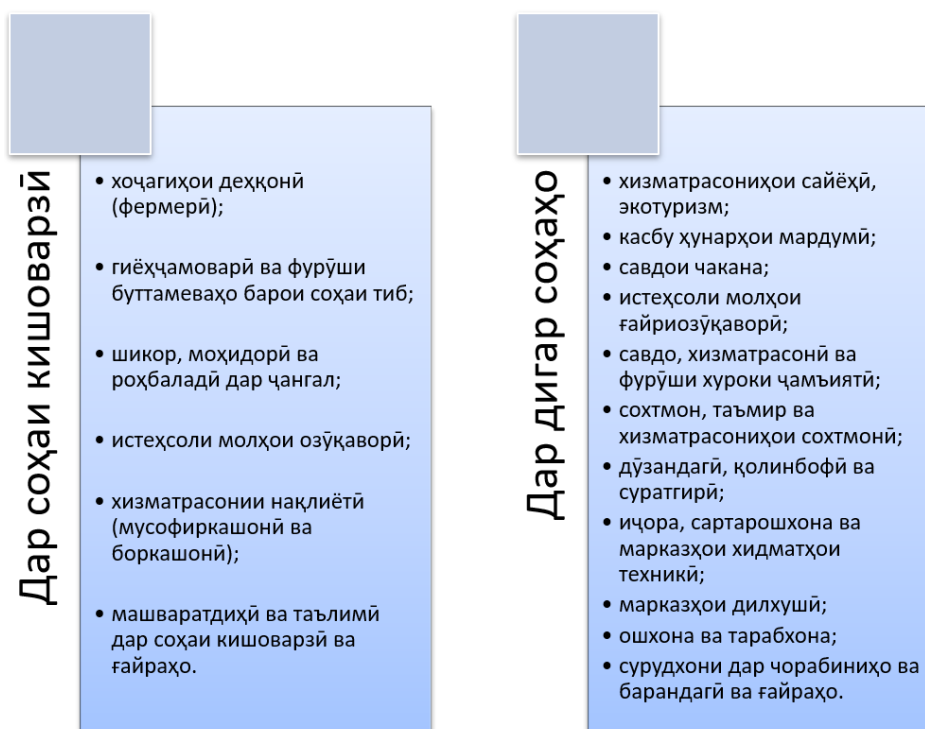 Дар соҳаи кишоварзӣ
• хоҷагиҳои деҳқонӣ
(фермерӣ);
• гиёҳҷамоварӣ ва фурӯши
буттамеваҳо барои соҳаи тиб;
• шикор, моҳидорӣ ва
роҳбаладӣ дар ҷангал;
• истеҳсоли молҳои озӯқаворӣ;
• хизматрасонии нақлиётӣ
(мусофиркашонӣ ва
боркашонӣ);
• машваратдиҳӣ ва таълимӣ
дар соҳаи кишоварзӣ ва
ғайраҳо.
Дар дигар соҳаҳо
• хизматрасониҳои сайёҳӣ,
экотуризм;
• касбу ҳунарҳои мардумӣ;
• савдои чакана;
• истеҳсоли молҳои
ғайриозӯқаворӣ;
• савдо, хизматрасонӣ ва
фурӯши хуроки ҷамъиятӣ;
• сохтмон, таъмир ва
хизматрасониҳои сохтмонӣ;
• дӯзандагӣ, қолинбофӣ ва
суратгирӣ;
• иҷора, сартарошхона ва
марказҳои хидматҳои
техникӣ;
• марказҳои дилхушӣ;
• ошхона ва тарабхона;
• сурудхони дар чорабиниҳо ва
барандагӣ ва ғайраҳо.